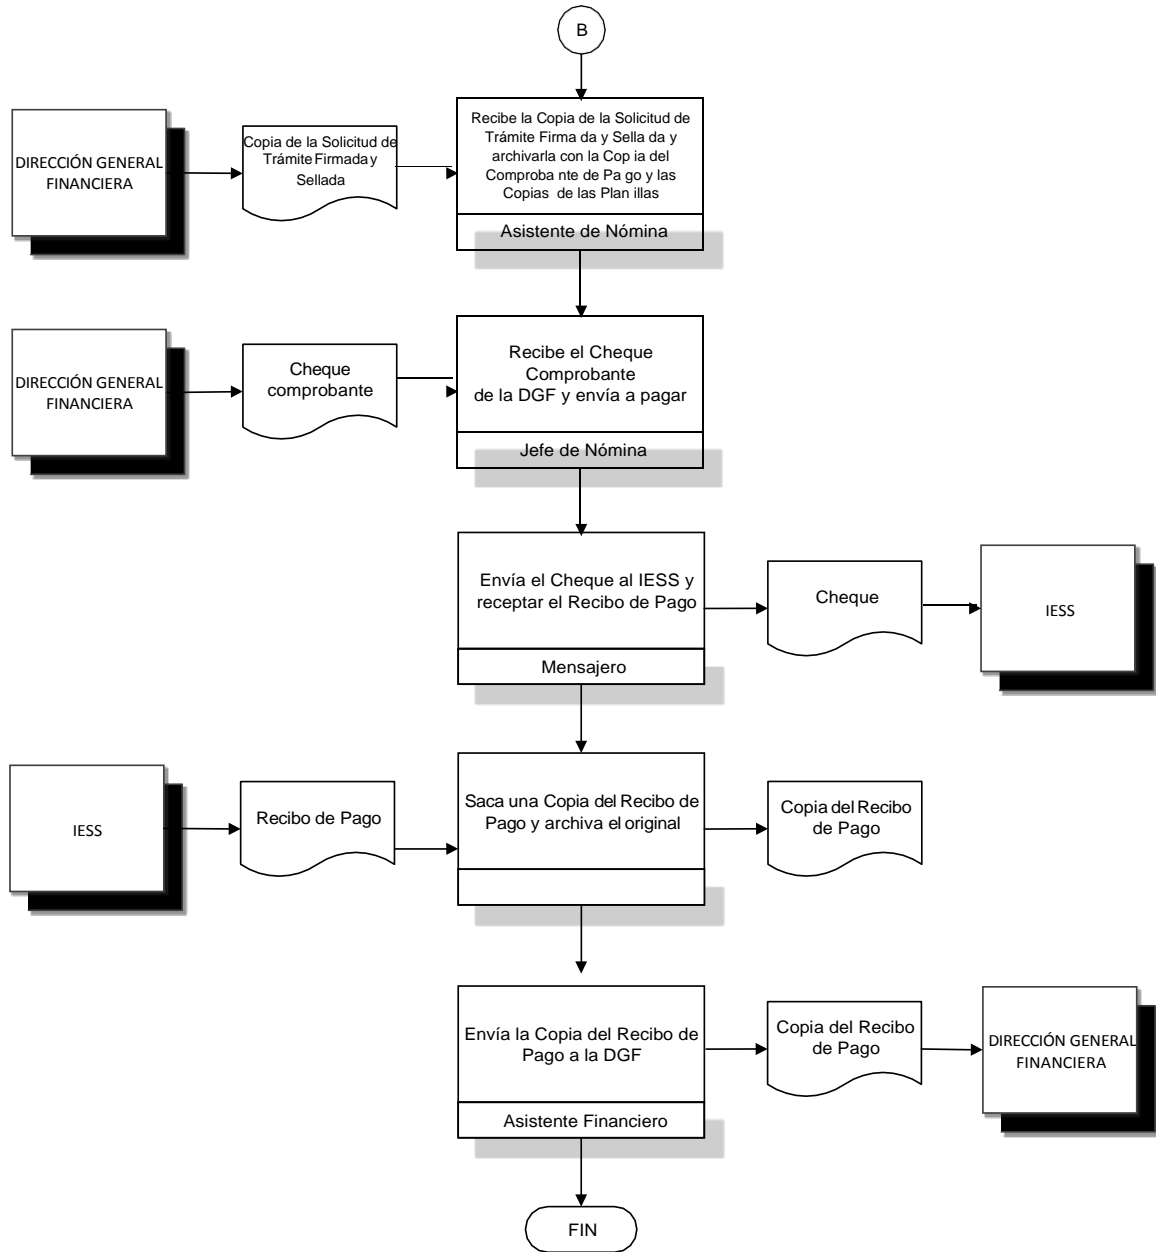 B
DIRECCIÓN GENERAL
FINANCIERA
Copia de la Solicitud de
Trámite Firmada y
Sellada
Recibe la Copia de la Solicitud de
Trámite Firma da y Sella da y
archivarla con la Cop ia del
Comproba nte de Pa go y las
Copias de las Plan illas
Asistente de Nómina
DIRECCIÓN GENERAL
FINANCIERA
Cheque
comprobante
Recibe el Cheque
Comprobante
de la DGF y envía a pagar
Jefe de Nómina
Envía el Cheque al IESS y
receptar el Recibo de Pago
Mensajero
Cheque
IESS
IESS
Recibo de Pago
Saca una Copia del Recibo de
Pago y archiva el original
Copia del Recibo
de Pago
Envía la Copia del Recibo de
Pago a la DGF
Asistente Financiero
Copia del Recibo
de Pago
DIRECCIÓN GENERAL
FINANCIERA
FIN